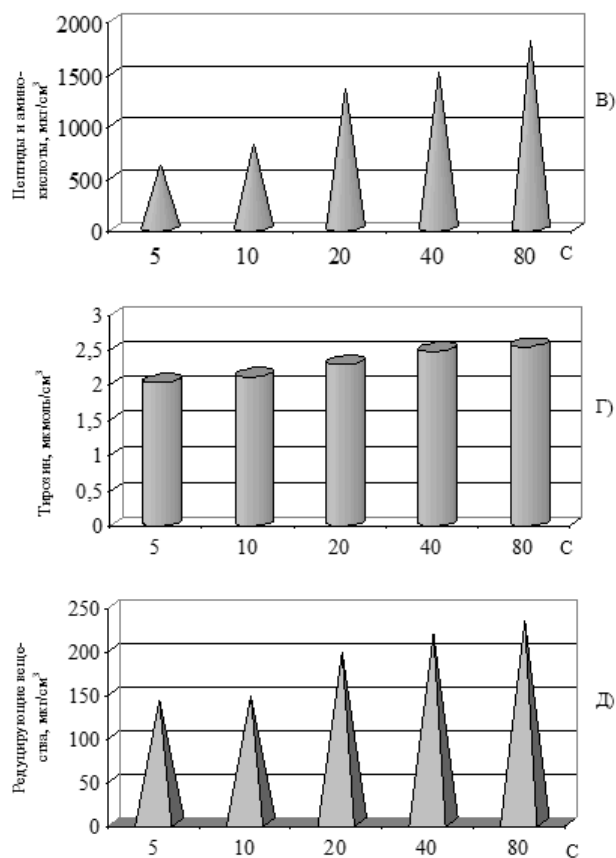 Пептиды и амино-
кислоты, мкг/см³
2000
1500
1000
500
0
5 10 20 40 80 С
В)
Тирозин, мкмоль/см³
3
2,5
2
1,5
1
0,5
0
5 10 20 40 80 С
Г)
Редуцирующие веще-
ства, мкг/см³
250
200
150
100
50
0
5 10 20 40 80 С
Д)